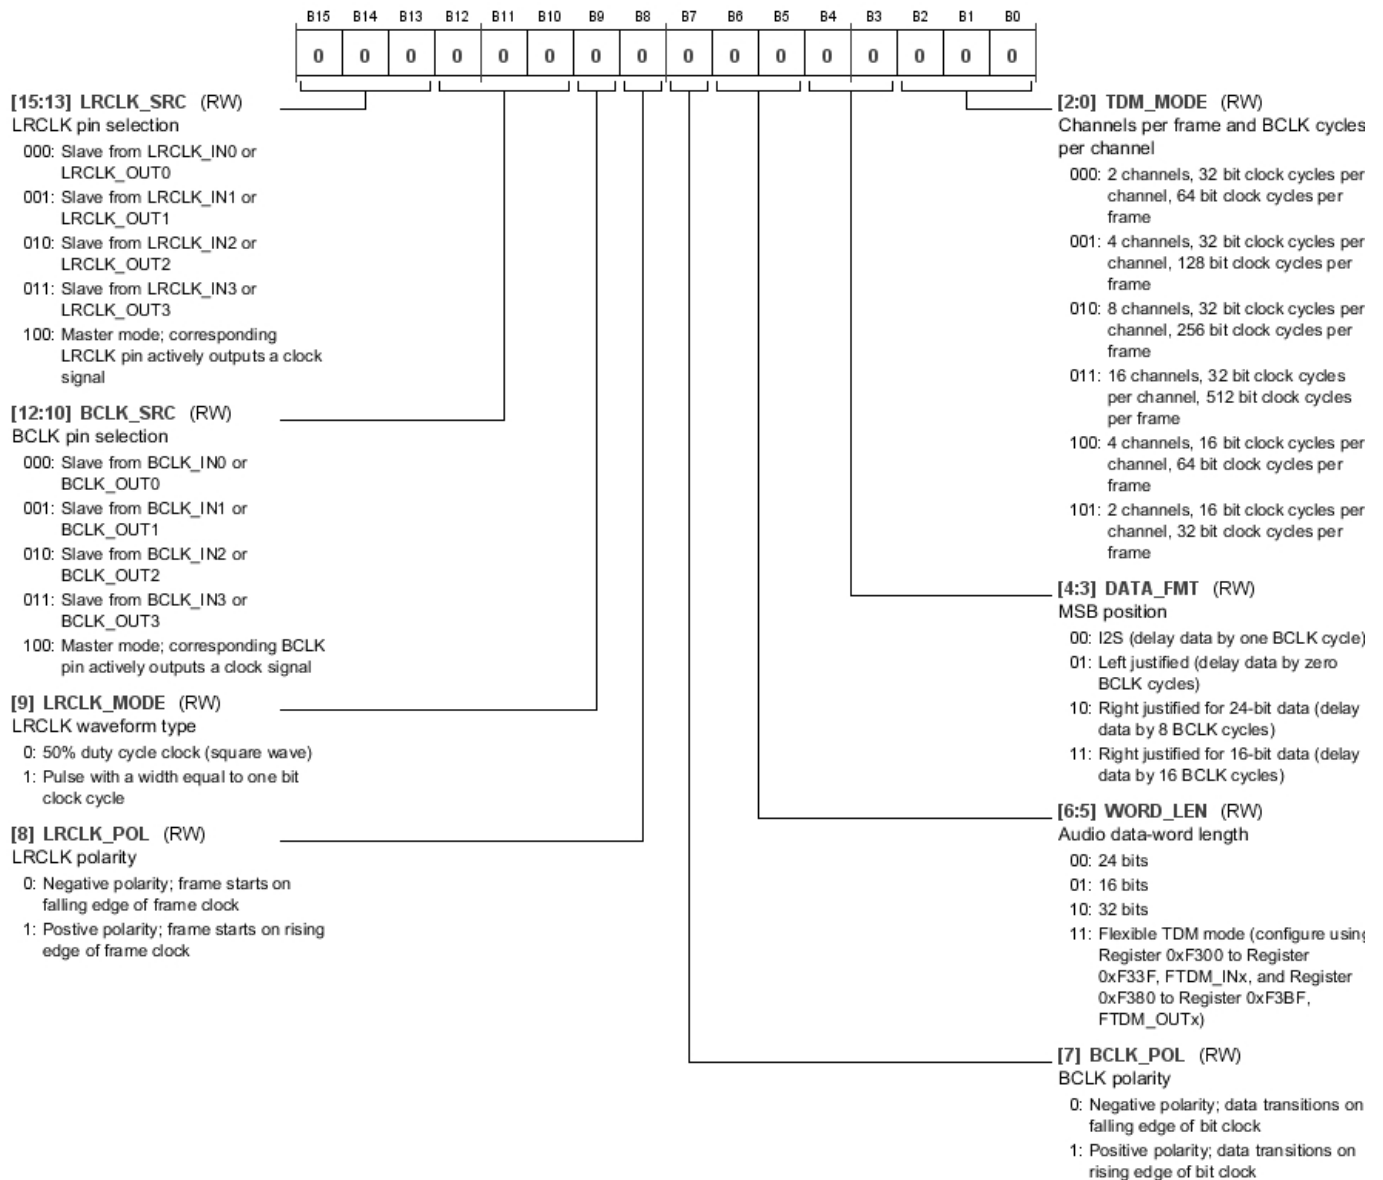 B15 B14 B13 B12 B11 B10 B9 B8 B7 B6 B5 B4 B3 B2 B1 B0
0 0 0 0 0 0 0 0 0 0 0 0 0 0 0 0
[15:13] LRCLK_SRC (RW)
LRCLK pin selection
000: Slave from LRCLK_IN0 or
LRCLK_OUT0
001: Slave from LRCLK_IN1 or
LRCLK_OUT1
010: Slave from LRCLK_IN2 or
LRCLK_OUT2
011: Slave from LRCLK_IN3 or
LRCLK_OUT3
100: Master mode; corresponding
LRCLK pin actively outputs a clock
signal
[12:10] BCLK_SRC (RW)
BCLK pin selection
000: Slave from BCLK_IN0 or
BCLK_OUT0
001: Slave from BCLK_IN1 or
BCLK_OUT1
010: Slave from BCLK_IN2 or
BCLK_OUT2
011: Slave from BCLK_IN3 or
BCLK_OUT3
100: Master mode; corresponding BCLK
pin actively outputs a clock signal
[9] LRCLK_MODE (RW)
LRCLK waveform type
0: 50% duty cycle clock (square wave)
1: Pulse with a width equal to one bit
clock cycle
[8] LRCLK_POL (RW)
LRCLK polarity
0: Negative polarity; frame starts on
falling edge of frame clock
1: Postive polarity; frame starts on rising
edge of frame clock
[2:0] TDM_MODE (RW)
Channels per frame and BCLK cycles
per channel
000: 2 channels, 32 bit clock cycles per
channel, 64 bit clock cycles per
frame
001: 4 channels, 32 bit clock cycles per
channel, 128 bit clock cycles per
frame
010: 8 channels, 32 bit clock cycles per
channel, 256 bit clock cycles per
frame
011: 16 channels, 32 bit clock cycles
per channel, 512 bit clock cycles
per frame
100: 4 channels, 16 bit clock cycles per
channel, 64 bit clock cycles per
frame
101: 2 channels, 16 bit clock cycles per
channel, 32 bit clock cycles per
frame
[4:3] DATA_FMT (RW)
MSB position
00: I2S (delay data by one BCLK cycle)
01: Left justified (delay data by zero
BCLK cycles)
10: Right justified for 24-bit data (delay
data by 8 BCLK cycles)
11: Right justified for 16-bit data (delay
data by 16 BCLK cycles)
[6:5] WORD_LEN (RW)
Audio data-word length
00: 24 bits
01: 16 bits
10: 32 bits
11: Flexible TDM mode (configure using
Register 0xF300 to Register
0xF33F, FTDM_INx, and Register
0xF380 to Register 0xF3BF,
FTDM_OUTx)
[7] BCLK_POL (RW)
BCLK polarity
0: Negative polarity; data transitions on
falling edge of bit clock
1: Positive polarity; data transitions on
rising edge of bit clock